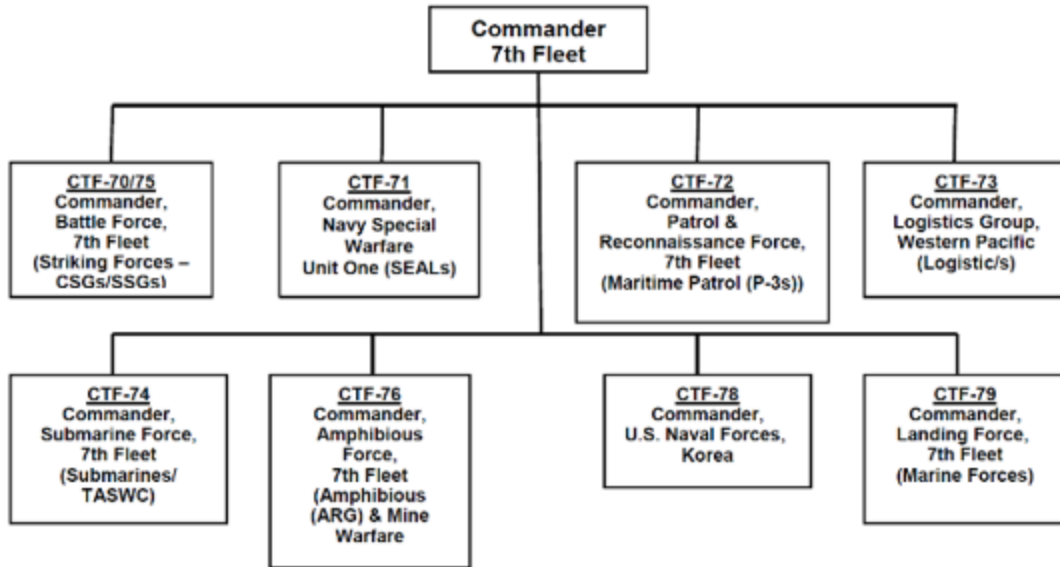 Commander
7th Fleet
CTF-70/75
Commander,
Battle Force,
7th Fleet
(Striking Forces –
CSGs/SSGs)
CTF-71
Commander,
Navy Special
Warfare
Unit One (SEALs)
CTF-72
Commander,
Patrol &
Reconnaissance Force,
7th Fleet
(Maritime Patrol (P-3s))
CTF-73
Commander,
Logistics Group,
Western Pacific
(Logistic/s)
CTF-74
Commander,
Submarine Force,
7th Fleet
(Submarines/
TASWC)
CTF-76
Commander,
Amphibious
Force,
7th Fleet
(Amphibious
(ARG) & Mine
Warfare
CTF-78
Commander,
U.S. Naval Forces,
Korea
CTF-79
Commander,
Landing Force,
7th Fleet
(Marine Forces)